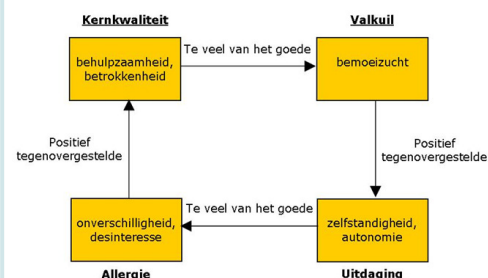 Kernkwaliteit
Valkuil
behulpzaamheid,
betrokkenheid
Te veel van het goede
bemoeizucht
Positief
tegenovergestelde
Positief
tegenovergestelde
onverschilligheid,
desinteresse
Te veel van het goede
zelfstandigheid,
autonomie
Allergie
Uitdaging